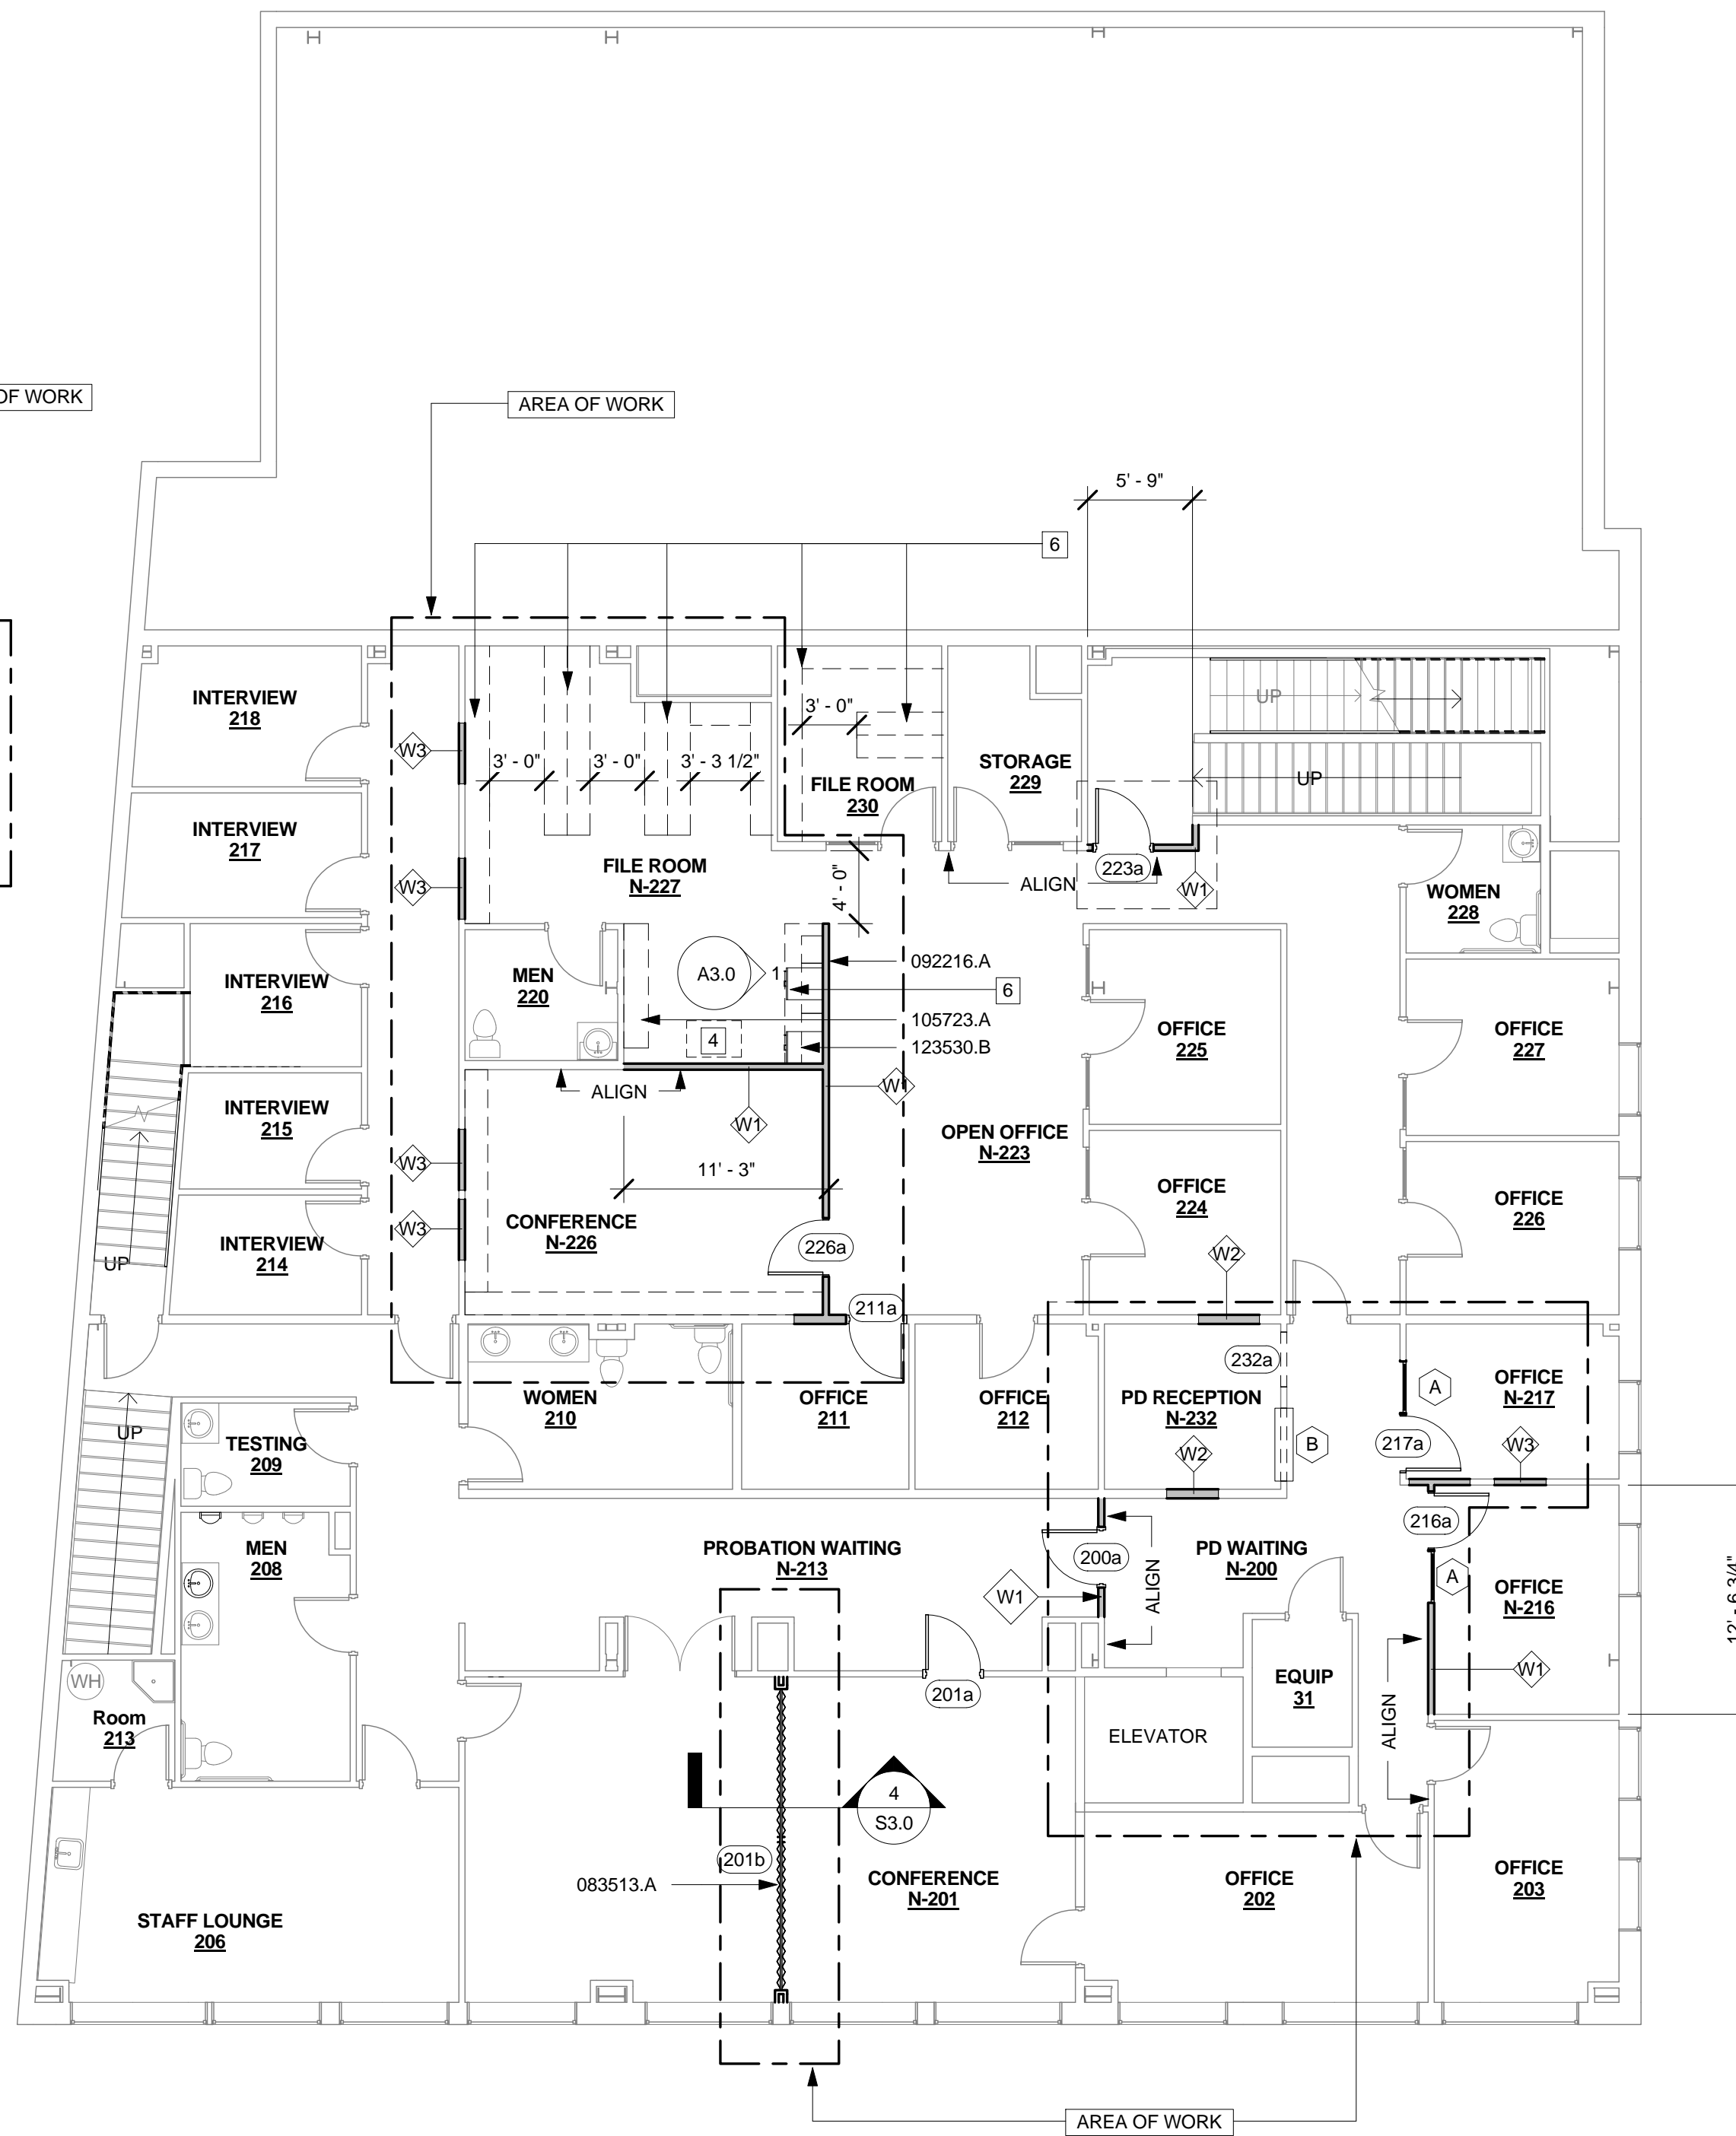 OF WORK
AREA OF WORK
5' - 9"
6
INTERVIEW
218
UP
W3
3' - 0"
3' - 0"
3' - 0"
3' - 3 1/2"
STORAGE
229
UP
FILE ROOM
230
INTERVIEW
217
FILE ROOM
N-227
W3
4' - 0"
ALIGN
223a
W1
WOMEN
228
INTERVIEW
216
MEN
220
A3.0
1
092216.A
6
105723.A
123530.B
4
OFFICE
225
OFFICE
227
ALIGN
W1
W1
INTERVIEW
215
W3
11' - 3"
OPEN OFFICE
N-223
OFFICE
224
OFFICE
226
INTERVIEW
214
UP
W3
CONFERENCE
N-226
226a
W2
211a
232a
WOMEN
210
OFFICE
211
OFFICE
212
PD RECEPTION
N-232
W2
B
A
217a
OFFICE
N-217
W3
UP
TESTING
209
MEN
208
PROBATION WAITING
N-213
200a
W1
ALIGN
PD WAITING
N-200
216a
A
OFFICE
N-216
12' - 6 3/4"
W1
ALIGN
WH
Room
213
201a
EQUIP
31
ELEVATOR
4
S3.0
201b
083513.A
CONFERENCE
N-201
OFFICE
202
OFFICE
203
STAFF LOUNGE
206
AREA OF WORK